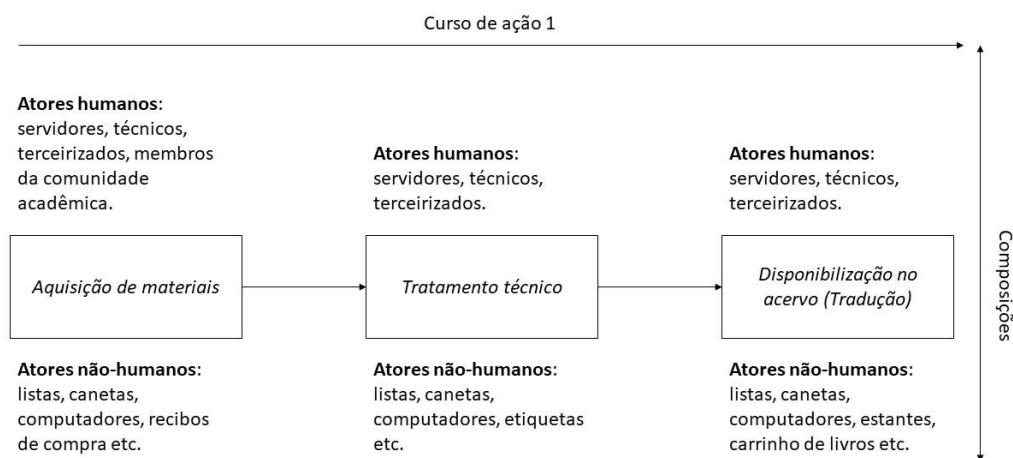 Curso de ação 1
Atores humanos:
servidores, técnicos,
terceirizados, membros
da comunidade
acadêmica.
Atores humanos:
servidores, técnicos,
terceirizados.
Atores humanos:
servidores, técnicos,
terceirizados.
Aquisição de materiais
Tratamento técnico
Disponibilização no
acervo (Tradução)
Composições
Atores não-humanos:
listas, canetas,
computadores, recibos
de compra etc.
Atores não-humanos:
listas, canetas,
computadores, etiquetas
etc.
Atores não-humanos:
listas, canetas,
computadores, estantes,
carrinho de livros etc.